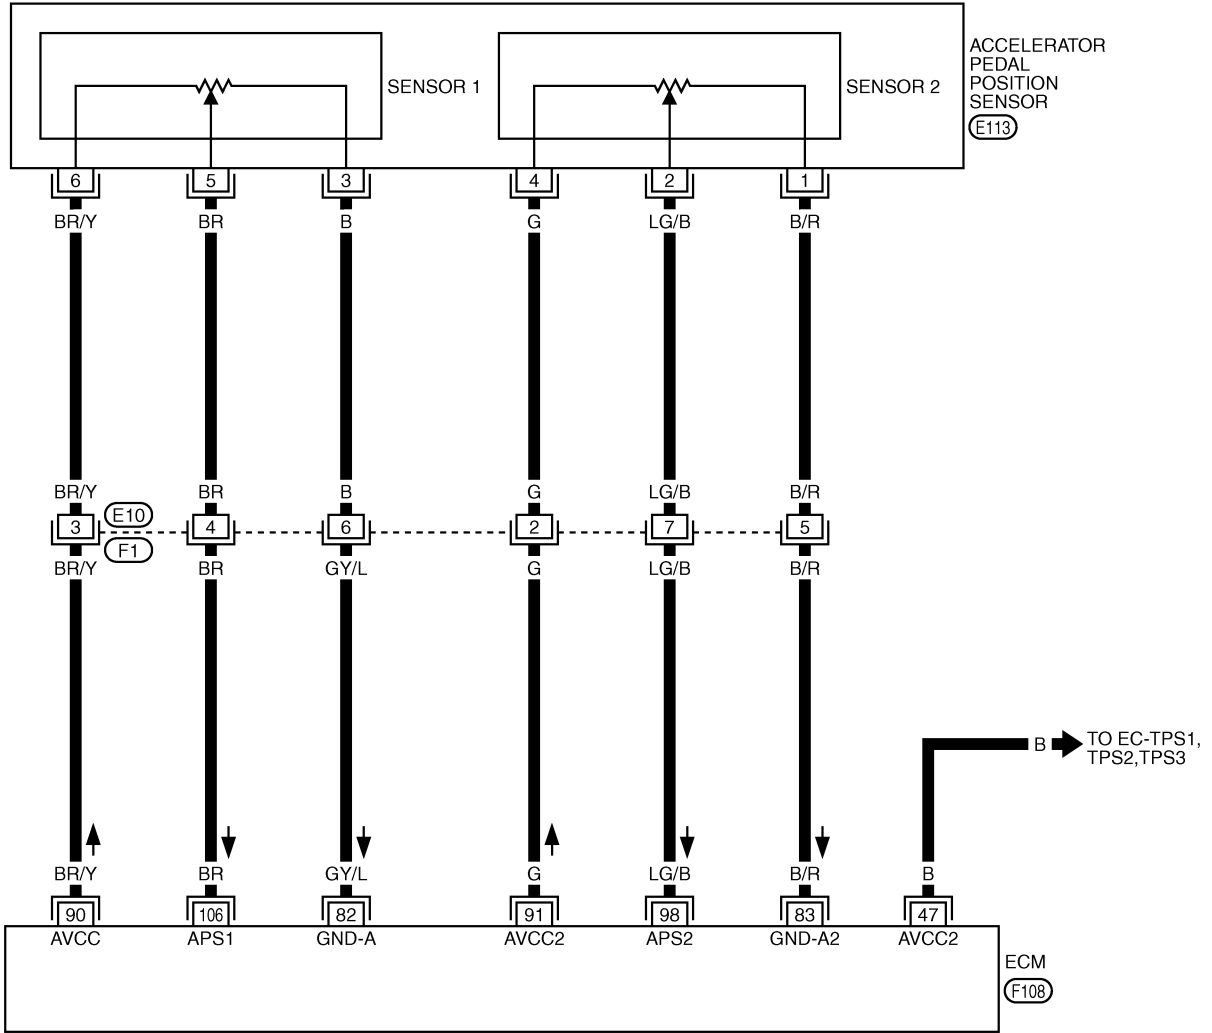 SENSOR 1
SENSOR 2
ACCELERATOR
PEDAL
POSITION
SENSOR
E113
6 5 3 4 2 1
BR/Y BR B G LG/B B/R
BR/Y BR B G LG/B B/R
E10
3 4 6 2 7 5
F1
BR/Y BR GY/L G LG/B B/R
B
TO EC-TPS1,
TPS2,TPS3
BR/Y BR GY/L G LG/B B/R B
90 106 82 91 98 83 47
AVCC APS1 GND-A AVCC2 APS2 GND-A2 AVCC2
ECM
F108